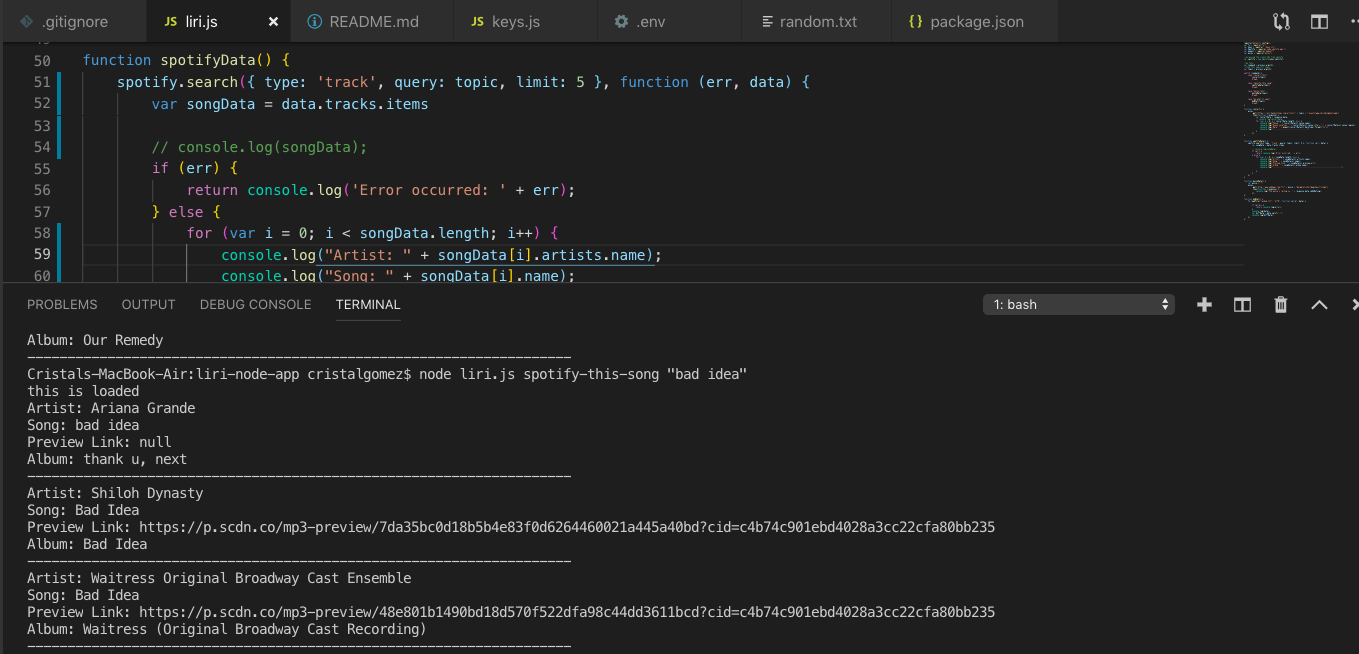 .gitignore JS liri.js × README.md JS keys.js .env random.txt {} package.json
50 function spotifyData() {
51 spotify.search({ type: 'track', query: topic, limit: 5 }, function (err, data) {
52 var songData = data.tracks.items
53
54 // console.log(songData);
55 if (err) {
56 return console.log('Error occurred: ' + err);
57 } else {
58 for (var i = 0; i < songData.length; i++) {
59 console.log("Artist: " + songData[i].artists.name);
60 console.log("Song: " + songData[i].name);
PROBLEMS OUTPUT DEBUG CONSOLE TERMINAL 1: bash
Album: Our Remedy
--------------------------------------------------------------------
Cristals-MacBook-Air:liri-node-app cristalgomez$ node liri.js spotify-this-song "bad idea"
this is loaded
Artist: Ariana Grande
Song: bad idea
Preview Link: null
Album: thank u, next
--------------------------------------------------------------------
Artist: Shiloh Dynasty
Song: Bad Idea
Preview Link: https://p.scdn.co/mp3-preview/7da35bc0d18b5b4e83f0d6264460021a445a40bd?cid=c4b74c901ebd4028a3cc22cfa80bb235
Album: Bad Idea
--------------------------------------------------------------------
Artist: Waitress Original Broadway Cast Ensemble
Song: Bad Idea
Preview Link: https://p.scdn.co/mp3-preview/48e801b1490bd18d570f522dfa98c44dd3611bcd?cid=c4b74c901ebd4028a3cc22cfa80bb235
Album: Waitress (Original Broadway Cast Recording)
--------------------------------------------------------------------